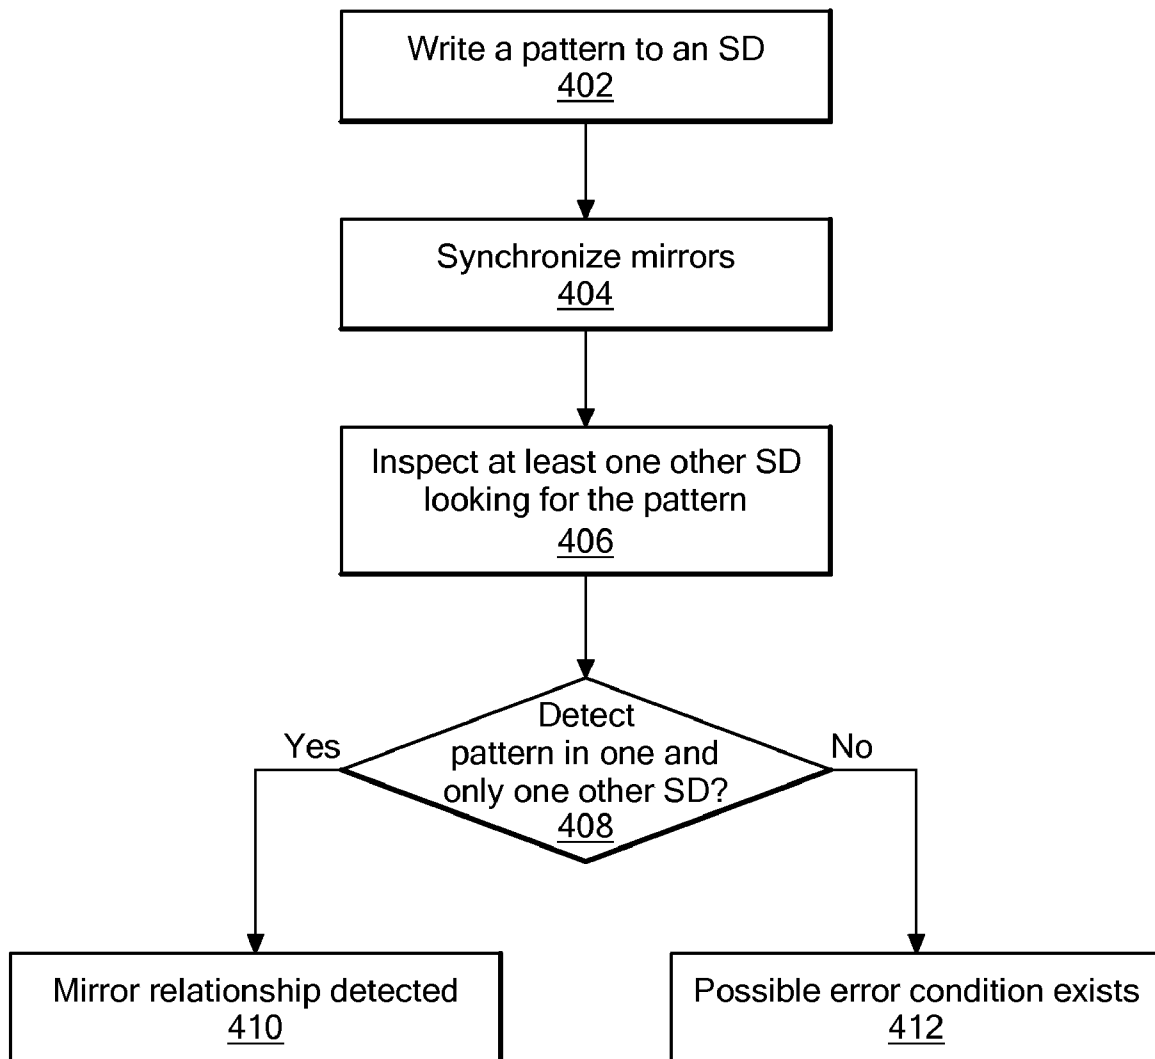 Write a pattern to an SD
402
Synchronize mirrors
404
Inspect at least one other SD
looking for the pattern
406
Detect
pattern in one and
only one other SD?
408
Yes
No
Mirror relationship detected
410
Possible error condition exists
412